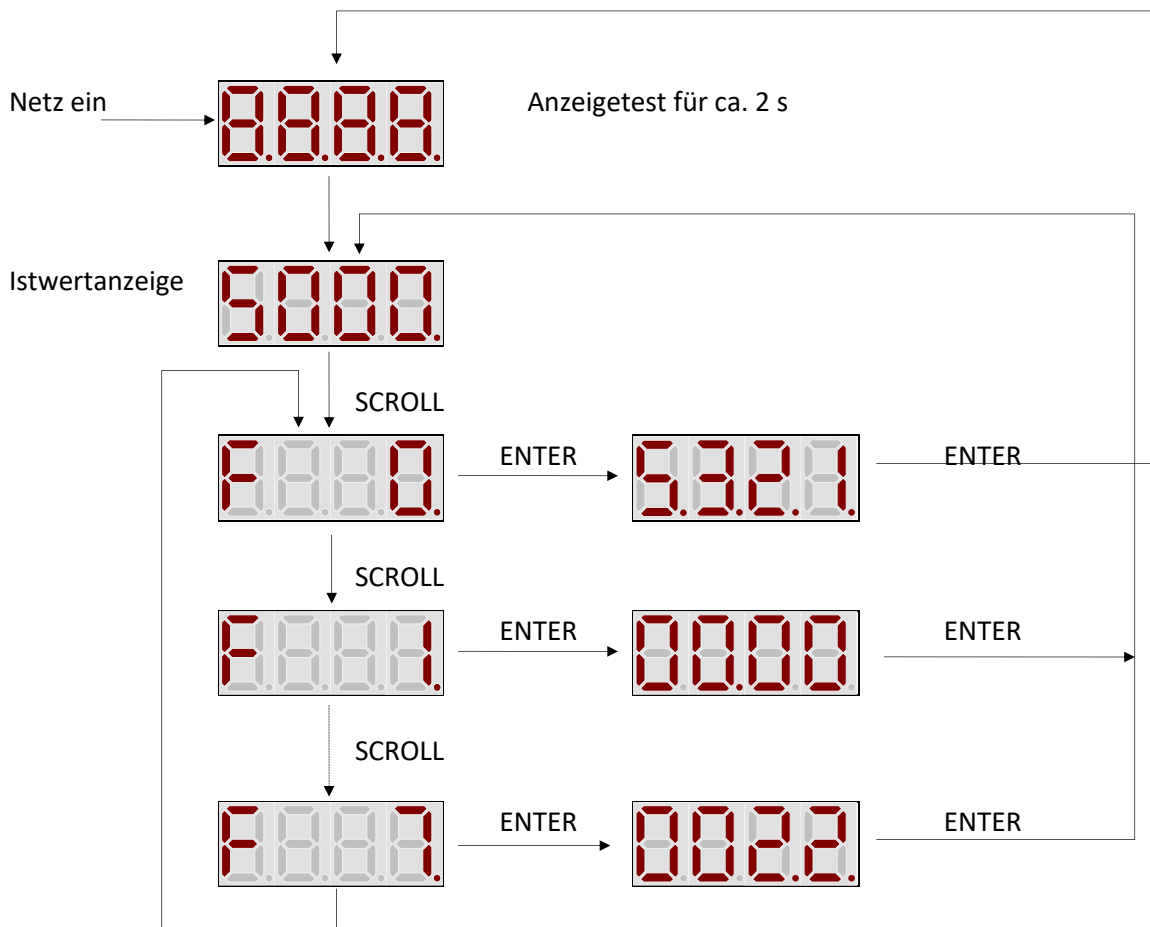 Netz ein
8.8.8.8.
Anzeigetest für ca. 2 s
Istwertanzeige
5000.
SCROLL
F 0.
ENTER
5.3.2.1.
ENTER
SCROLL
F 1.
ENTER
00.00
ENTER
SCROLL
F 7.
ENTER
002.2
ENTER